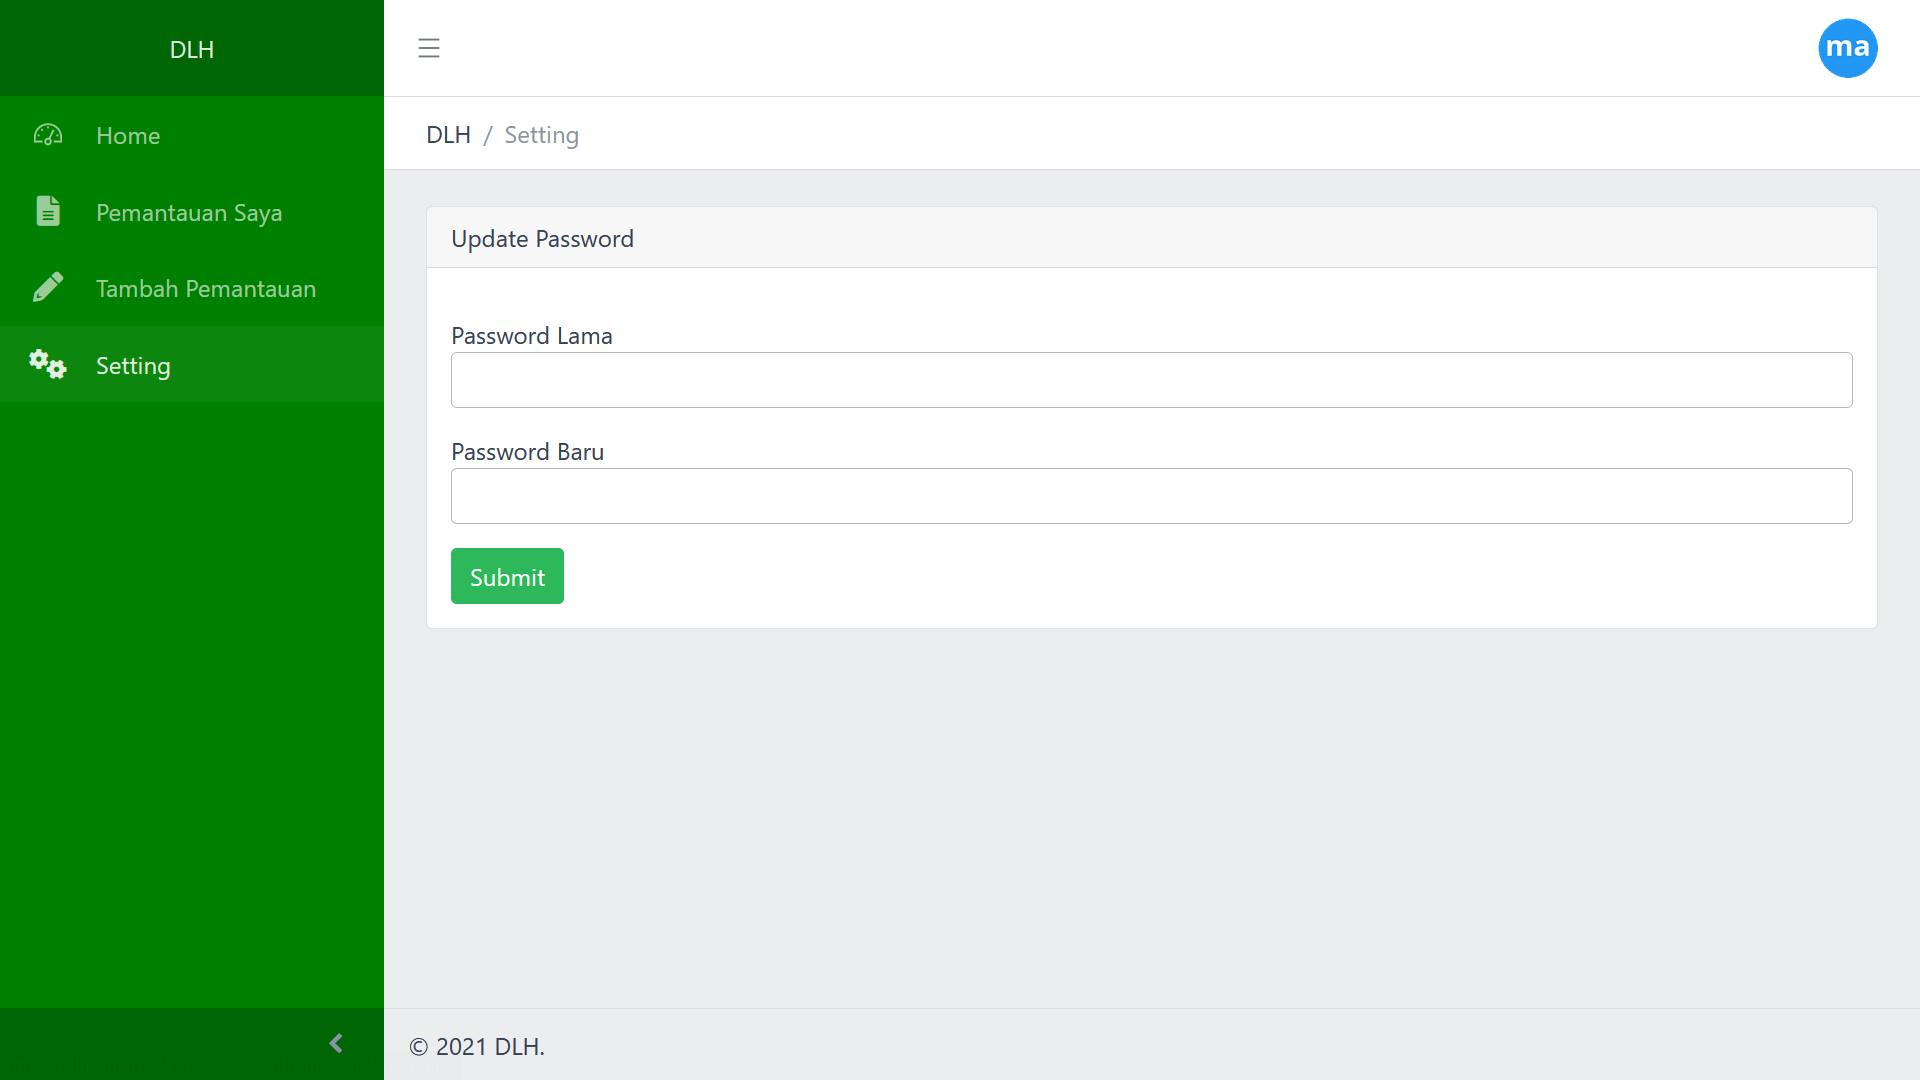 DLH
Home
Pemantauan Saya
Tambah Pemantauan
Setting
ma
DLH / Setting
Update Password
Password Lama
Password Baru
Submit
© 2021 DLH.